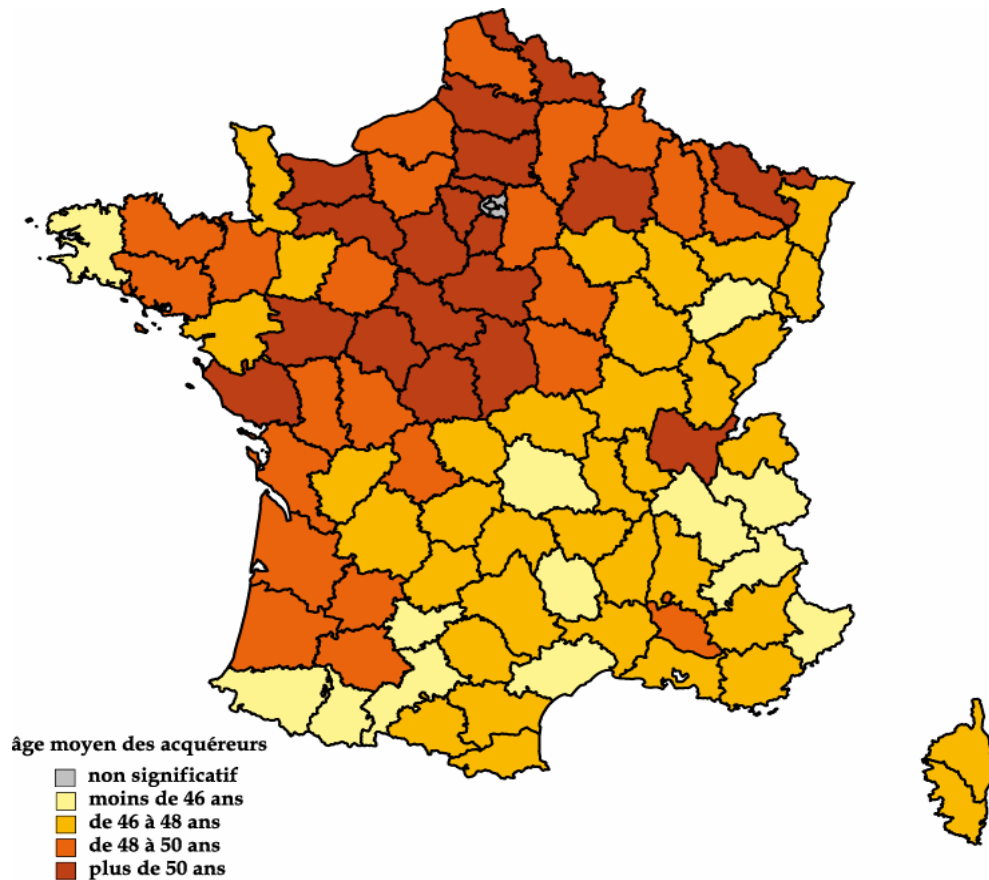 âge moyen des acquéreurs
non significatif
moins de 46 ans
de 46 à 48 ans
de 48 à 50 ans
plus de 50 ans